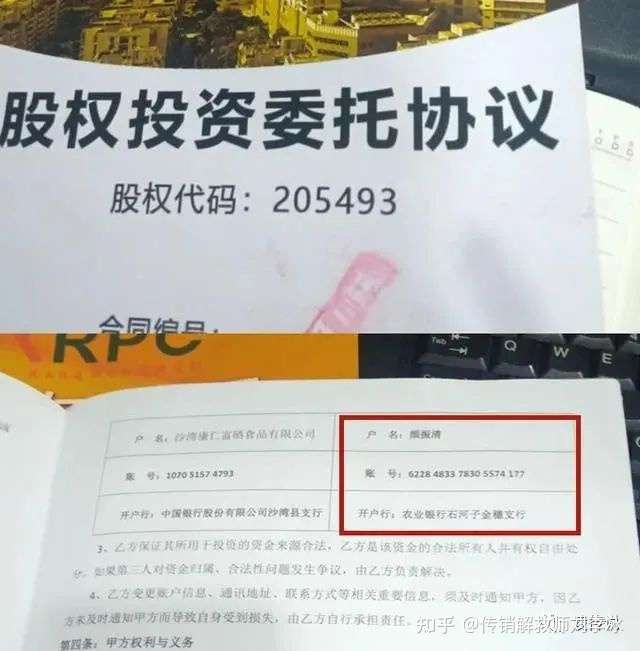 股权投资委托协议
股权代码：205493
合同编号：
RPC
Tab
Q
W
E
户 名：沙湾康仁富硒食品有限公司
户 名：颜振清
账 号：1070 5157 4793
账 号：6228 4833 7830 5574 177
开户行：中国银行股份有限公司沙湾县支行
开户行：农业银行石河子金穗支行
3、乙方保证其所用于投资的资金来源合法，乙方是该资金的合法所有人并有权自由处
如果第三人对资金归属、合法性问题发生争议，由乙方负责解决。
4、乙方变更账户信息、通讯地址、联系方式等相关重要信息，须及时通知甲方，因乙
方未及时通知甲方而导致自身受到损失，由乙方自行承担责任。
第四条：甲方权利与义务
知乎 @传销解救师刘李冰